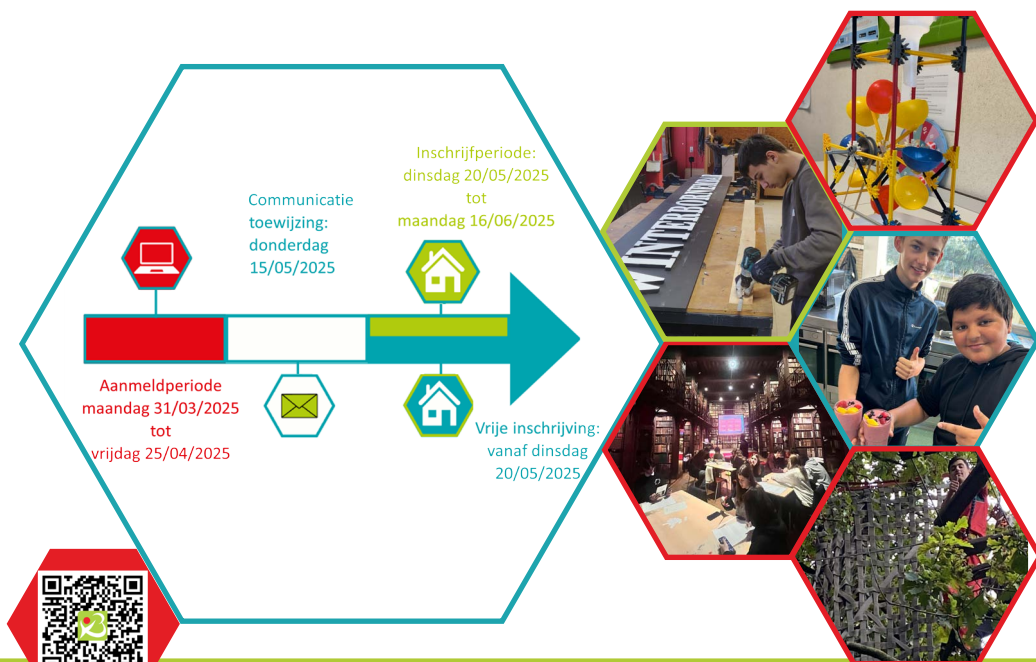 Inschrijfperiode:
dinsdag 20/05/2025
tot
maandag 16/06/2025
Communicatie
toewijzing:
donderdag
15/05/2025
Aanmeldperiode
maandag 31/03/2025
tot
vrijdag 25/04/2025
Vrije inschrijving:
vanaf dinsdag
20/05/2025